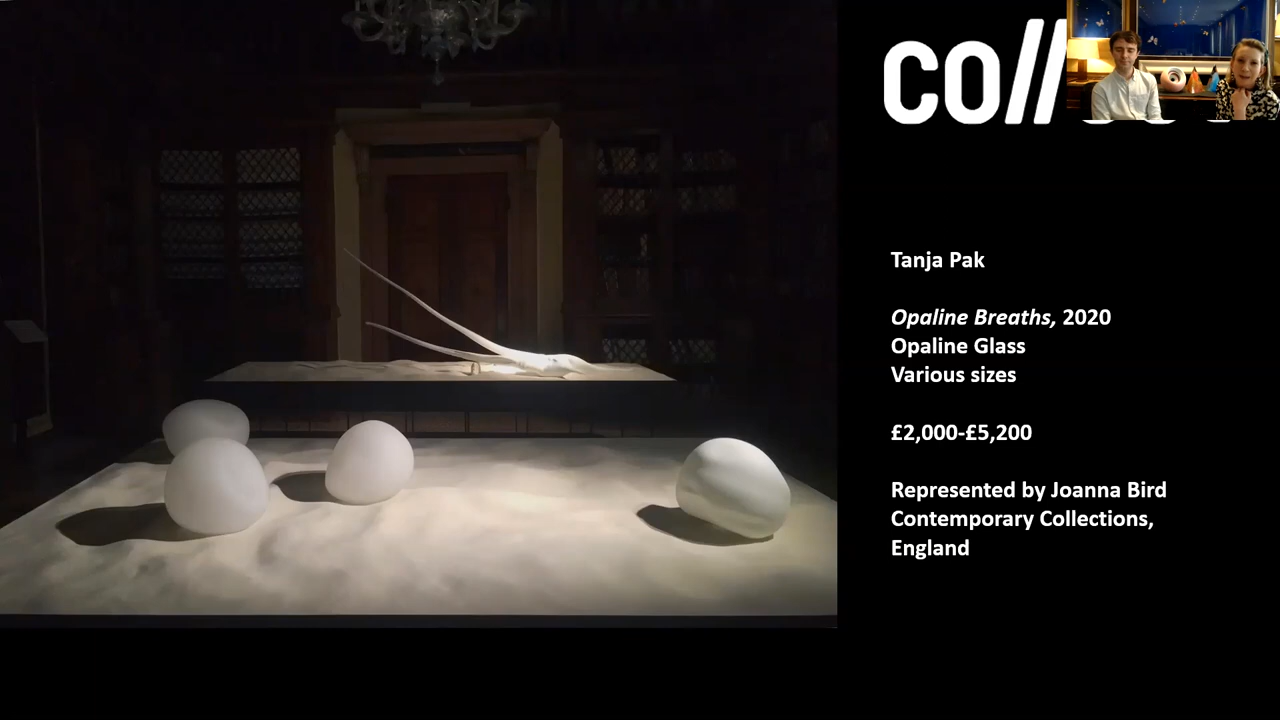 co//
Tanja Pak
Opaline Breaths, 2020
Opaline Glass
Various sizes
£2,000-£5,200
Represented by Joanna Bird
Contemporary Collections,
England